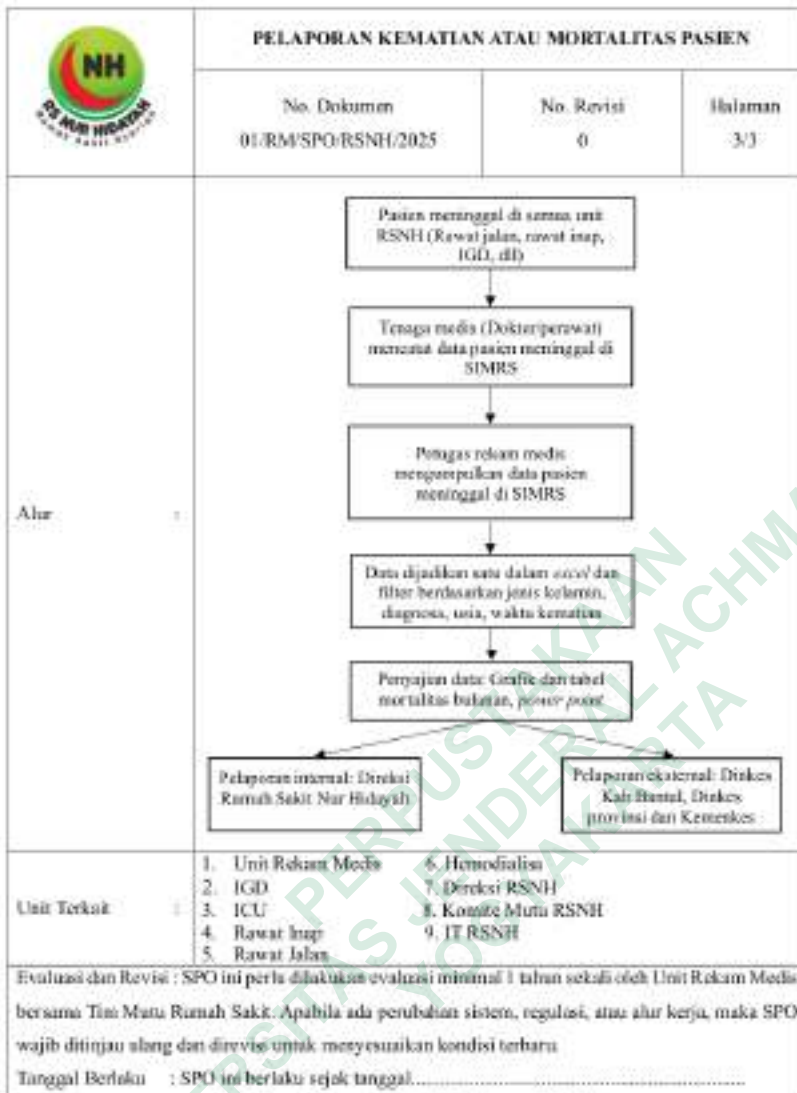 NH
RS NUR HIDAYAH
PELAPORAN KEMATIAN ATAU MORTALITAS PASIEN
No. Dokumen
01/RM/SPO/RSNH/2025
No. Revisi
0
Halaman
3/3
Alur :
Pasien meninggal di semua unit
RSNH (Rawat jalan, rawat inap,
IGD, dll)
Tenaga medis (Dokter/perawat)
mencatat data pasien meninggal di
SIMRS
Petugas rekam medis
mengumpulkan data pasien
meninggal di SIMRS
Data dijadikan satu dalam excel dan
filter berdasarkan jenis kelamin,
diagnosa, usia, waktu kematian
Penyajian data: Grafik dan tabel
mortalitas bulanan, power point
Pelaporan internal: Direksi
Rumah Sakit Nur Hidayah
Pelaporan eksternal: Dinkes
Kab Bantul, Dinkes
provinsi dan Kemenkes
Unit Terkait :
1. Unit Rekam Medis
2. IGD
3. ICU
4. Rawat Inap
5. Rawat Jalan
6. Hemodialisa
7. Direksi RSNH
8. Komite Mutu RSNH
9. IT RSNH
Evaluasi dan Revisi : SPO ini perlu dilakukan evaluasi minimal 1 tahun sekali oleh Unit Rekam Medis
bersama Tim Mutu Rumah Sakit. Apabila ada perubahan sistem, regulasi, atau alur kerja, maka SPO
wajib ditinjau ulang dan direvisi untuk menyesuaikan kondisi terbaru
Tanggal Berlaku : SPO ini berlaku sejak tanggal..........................................................
PERPUSTAKAAN
JENDERAL ACHMA
YOGYAKARTA